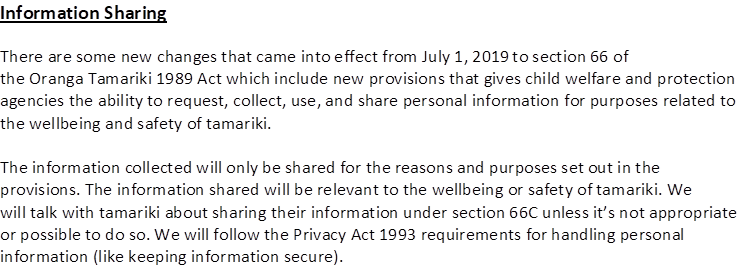 Information Sharing
There are some new changes that came into effect from July 1, 2019 to section 66 of
the Oranga Tamariki 1989 Act which include new provisions that gives child welfare and protection
agencies the ability to request, collect, use, and share personal information for purposes related to
the wellbeing and safety of tamariki.
The information collected will only be shared for the reasons and purposes set out in the
provisions. The information shared will be relevant to the wellbeing or safety of tamariki. We
will talk with tamariki about sharing their information under section 66C unless it’s not appropriate
or possible to do so. We will follow the Privacy Act 1993 requirements for handling personal
information (like keeping information secure).